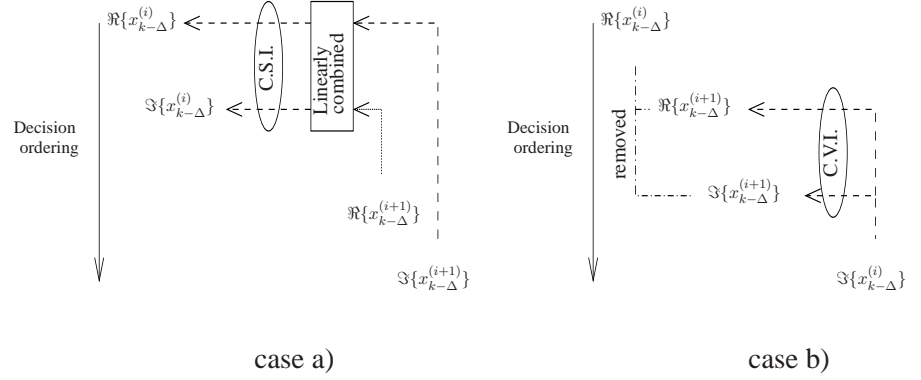 ℜ{x_{k−Δ}^{(i)}}
ℑ{x_{k−Δ}^{(i)}}
Decision
ordering
C.S.I.
Linearly
combined
ℜ{x_{k−Δ}^{(i+1)}}
ℑ{x_{k−Δ}^{(i+1)}}
case a)
ℜ{x_{k−Δ}^{(i)}}
ℜ{x_{k−Δ}^{(i+1)}}
Decision
ordering
removed
C.V.I.
ℑ{x_{k−Δ}^{(i+1)}}
ℑ{x_{k−Δ}^{(i)}}
case b)